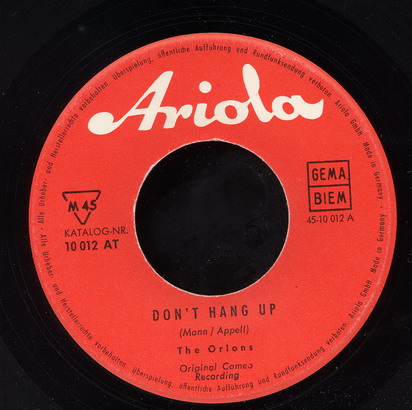 Alle Urheber- und Herstellerrechte vorbehalten. Überspielung, öffentliche Aufführung und Rundfunksendung verboten. Ariola GmbH. Made in Germany
Ariola
M 45
KATALOG-NR.
10 012 AT
GEMA
BIEM
45-10 012 A
DON'T HANG UP
(Mann / Appell)
The Orlons
Original Cameo
Recording